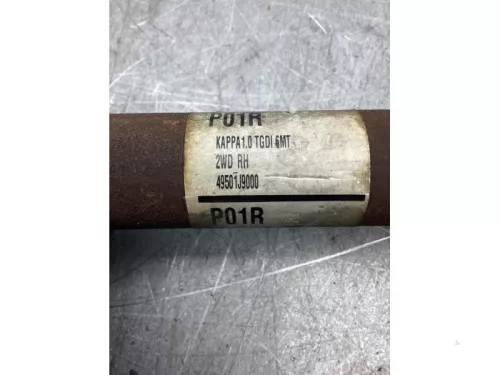 P01R
KAPPA1.0 TGDI 6MT
2WD RH
49501J9000
P01R